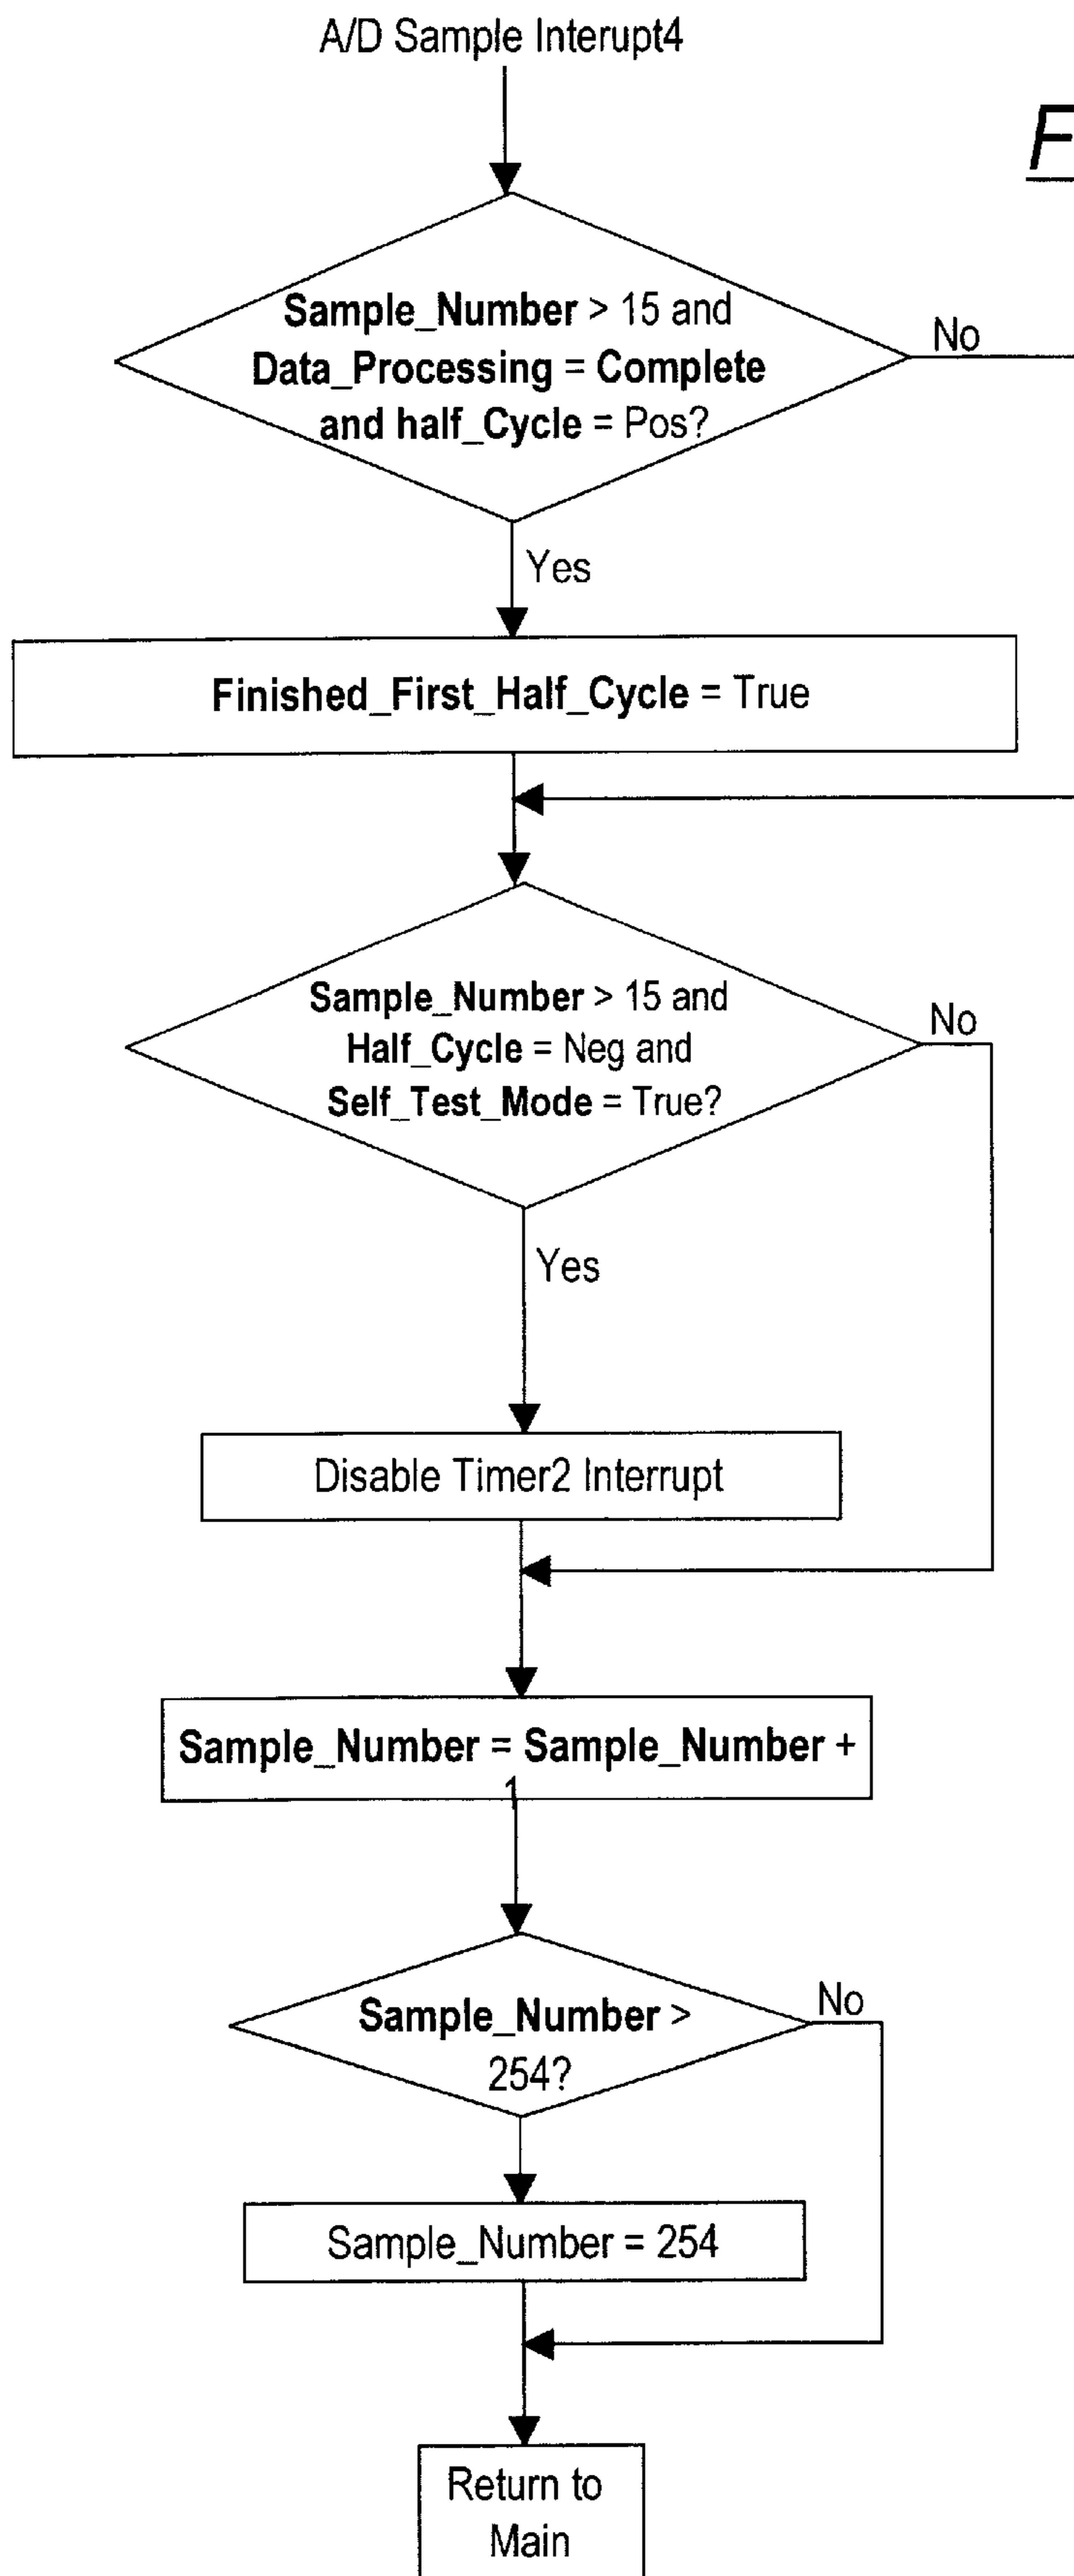 A/D Sample Interupt4
F
Sample_Number > 15 and
Data_Processing = Complete
and half_Cycle = Pos?
No
Yes
Finished_First_Half_Cycle = True
Sample_Number > 15 and
Half_Cycle = Neg and
Self_Test_Mode = True?
No
Yes
Disable Timer2 Interrupt
Sample_Number = Sample_Number +
1
Sample_Number >
254?
No
Sample_Number = 254
Return to
Main